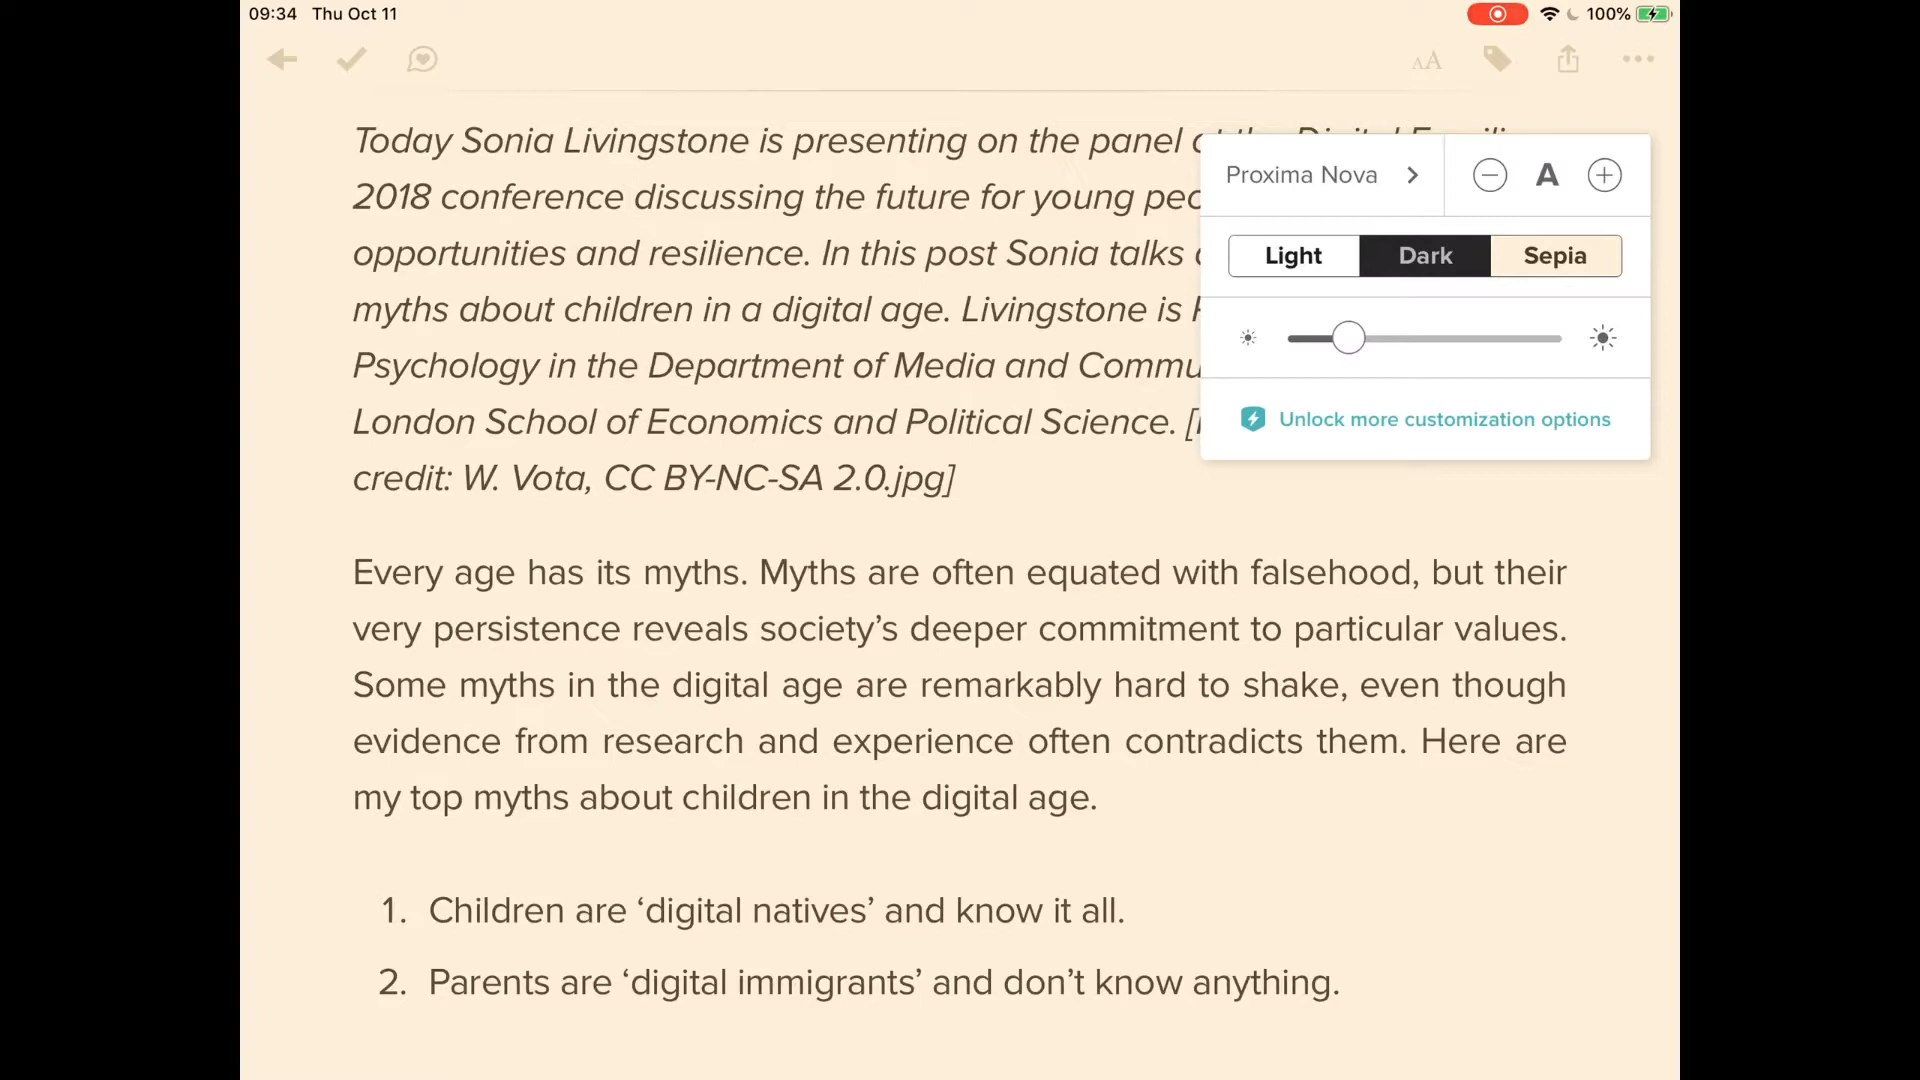 09:34 Thu Oct 11
100%
AA
Today Sonia Livingstone is presenting on the panel
2018 conference discussing the future for young
opportunities and resilience. In this post Sonia talks
myths about children in a digital age. Livingstone is
Psychology in the Department of Media and
London School of Economics and Political Science.
credit: W. Vota, CC BY-NC-SA 2.0.jpg]
Proxima Nova
A
Light Dark Sepia
Unlock more customization options
Every age has its myths. Myths are often equated with falsehood, but their
very persistence reveals society’s deeper commitment to particular values.
Some myths in the digital age are remarkably hard to shake, even though
evidence from research and experience often contradicts them. Here are
my top myths about children in the digital age.
1. Children are ‘digital natives’ and know it all.
2. Parents are ‘digital immigrants’ and don’t know anything.